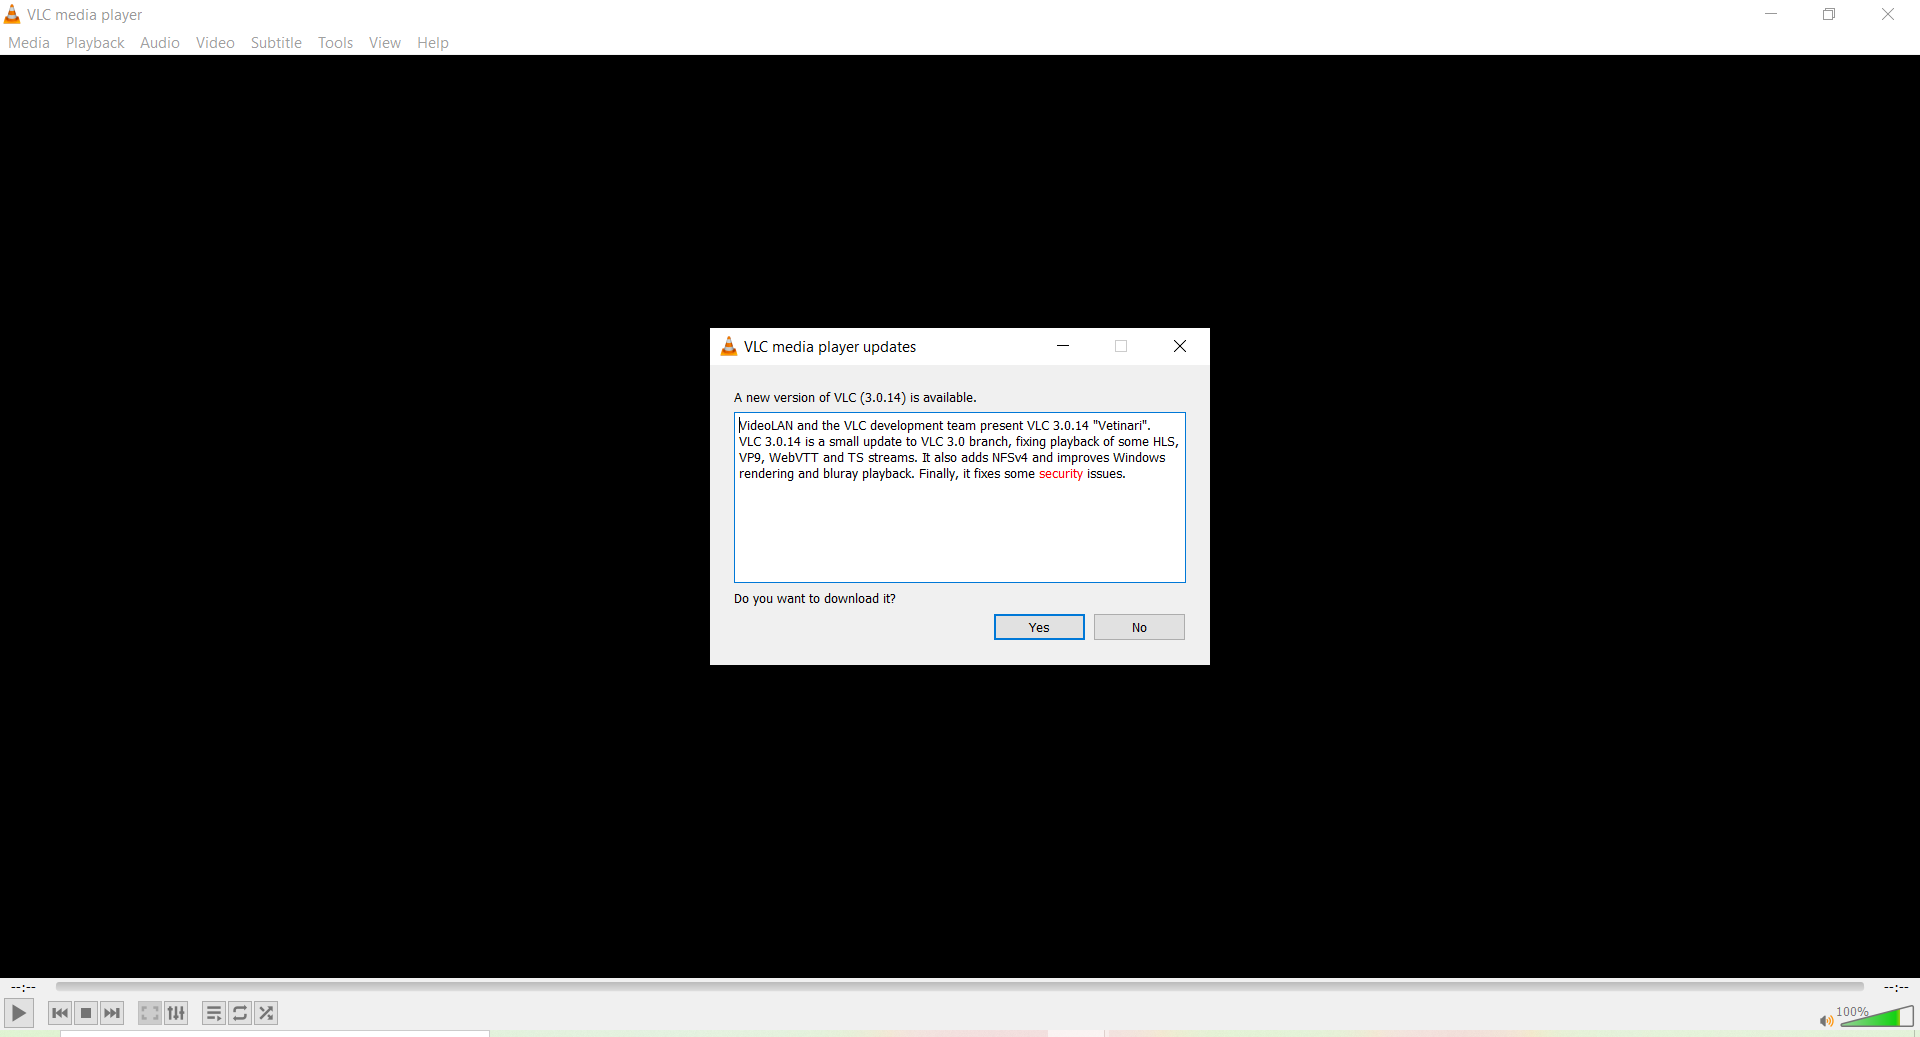 VLC media player
Media Playback Audio Video Subtitle Tools View Help
VLC media player updates
A new version of VLC (3.0.14) is available.
VideoLAN and the VLC development team present VLC 3.0.14 "Vetinari".
VLC 3.0.14 is a small update to VLC 3.0 branch, fixing playback of some HLS,
VP9, WebVTT and TS streams. It also adds NFSv4 and improves Windows
rendering and bluray playback. Finally, it fixes some security issues.
Do you want to download it?
Yes No
--:-- --:--
100%